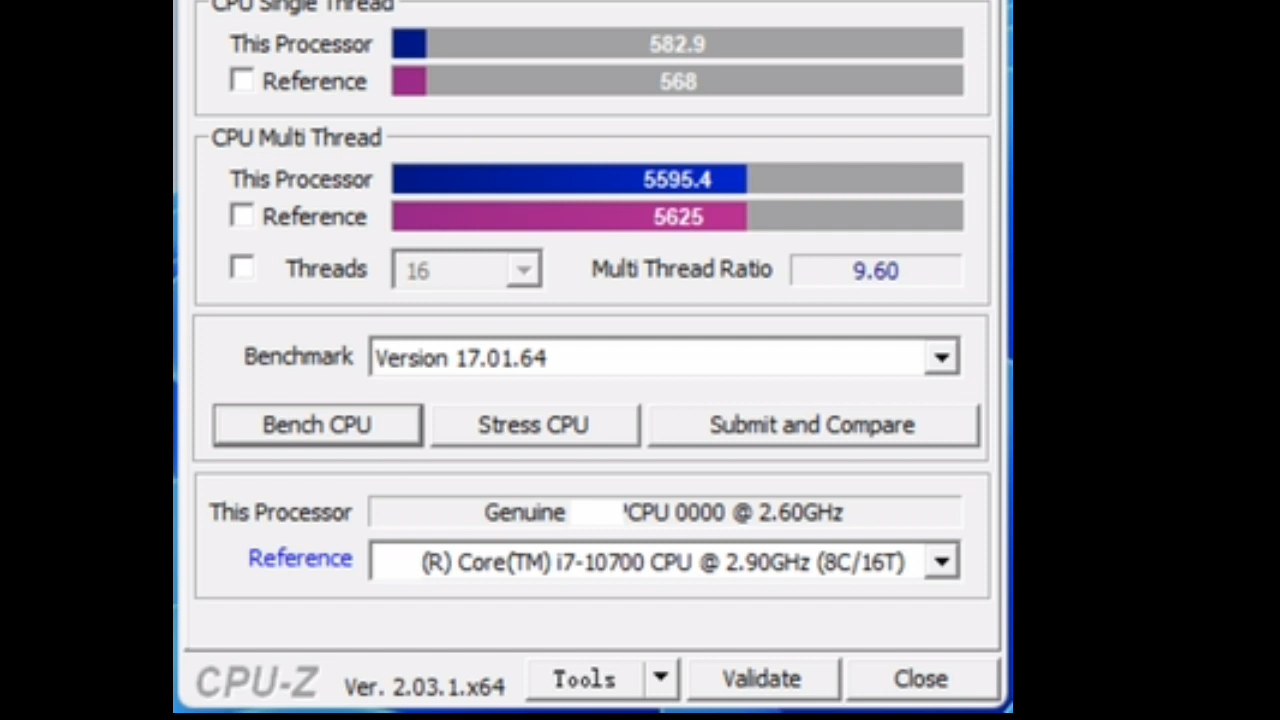 CPU Single Thread
This Processor 582.9
Reference 568
CPU Multi Thread
This Processor 5595.4
Reference 5625
Threads 16 Multi Thread Ratio 9.60
Benchmark Version 17.01.64
Bench CPU Stress CPU Submit and Compare
This Processor Genuine CPU 0000 @ 2.60GHz
Reference (R) Core(TM) i7-10700 CPU @ 2.90GHz (8C/16T)
CPU-Z Ver. 2.03.1.x64 Tools Validate Close